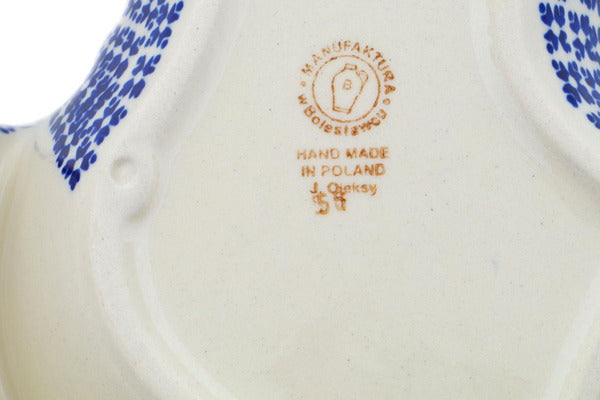 MANUFAKTURA
w Bolesławcu
B
HAND MADE
IN POLAND
J. Oleksy